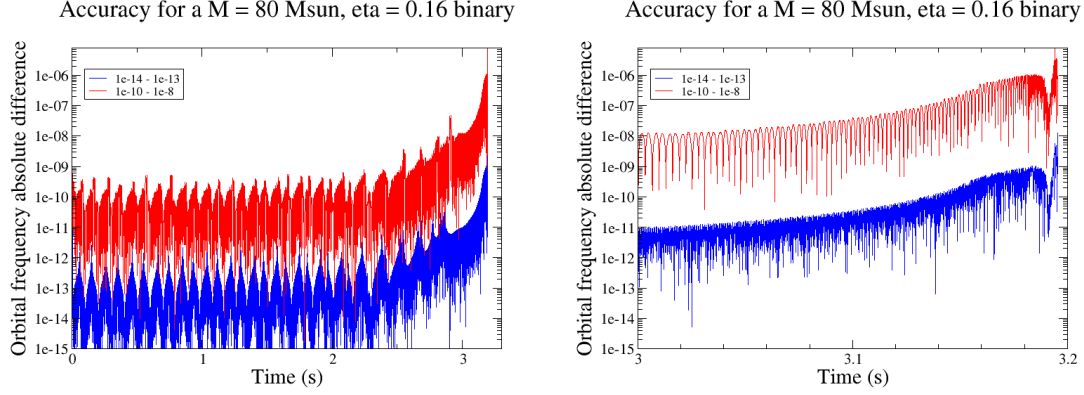 Accuracy for a M = 80 Msun, eta = 0.16 binary
Orbital frequency absolute difference
1e-06
1e-07
1e-08
1e-09
1e-10
1e-11
1e-12
1e-13
1e-14
1e-15
1e-14 - 1e-13
1e-10 - 1e-8
0 1 2 3
Time (s)
Accuracy for a M = 80 Msun, eta = 0.16 binary
Orbital frequency absolute difference
1e-06
1e-07
1e-08
1e-09
1e-10
1e-11
1e-12
1e-13
1e-14
1e-15
1e-14 - 1e-13
1e-10 - 1e-8
3 3.1 3.2
Time (s)